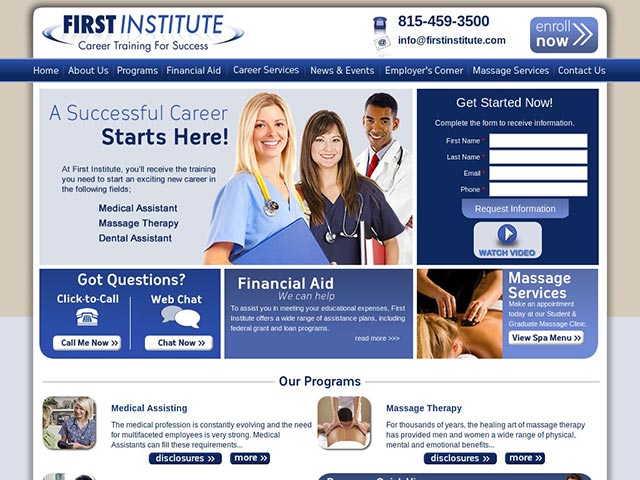 FIRST INSTITUTE
Career Training For Success
815-459-3500
info@firstinstitute.com
enroll
now >>
Home
About Us
Programs
Financial Aid
Career Services
News & Events
Employer's Corner
Massage Services
Contact Us
A Successful Career
Starts Here!
At First Institute, you'll receive the training
you need to start an exciting new career in
the following fields;
Medical Assistant
Massage Therapy
Dental Assistant
Get Started Now!
Complete the form to receive information.
First Name *
Last Name *
Email *
Phone *
Request Information
WATCH VIDEO
Got Questions?
Click-to-Call
Call Me Now >>
Web Chat
Chat Now >>
Financial Aid
We can help
To assist you in meeting your educational expenses, First
Institute offers a wide range of assistance plans, including
federal grant and loan programs.
read more >>>
Massage
Services
Make an appointment
today at our Student &
Graduate Massage Clinic.
View Spa Menu >>
Our Programs
Medical Assisting
The medical profession is constantly evolving and the need
for multifaceted employees is very strong. Medical
Assistants can fill these requirements...
disclosures >>
more >>
Massage Therapy
For thousands of years, the healing art of massage therapy
has provided men and women a wide range of physical,
mental and emotional benefits...
disclosures >>
more >>